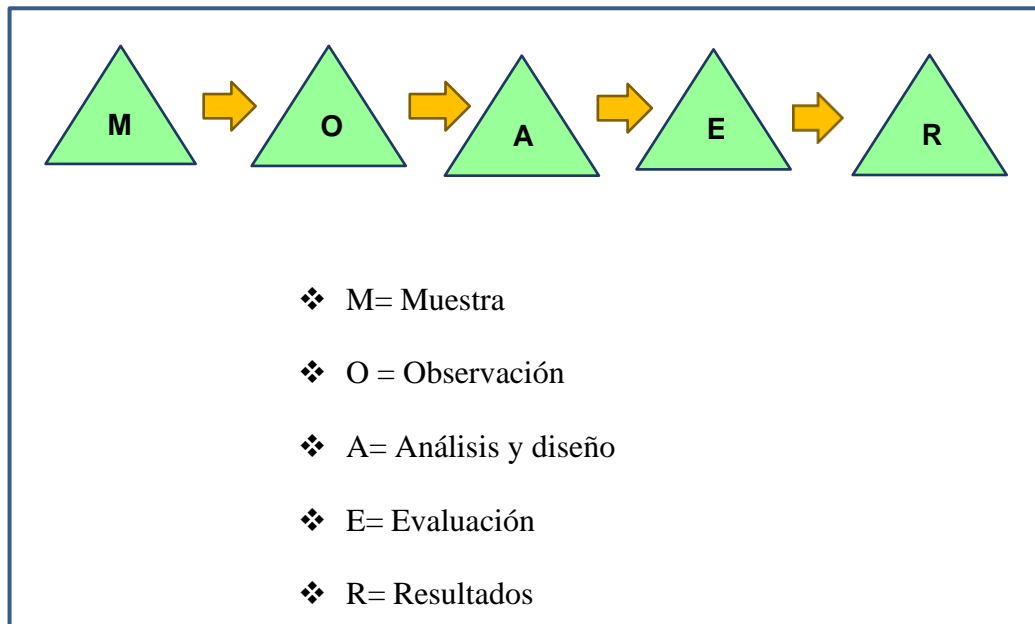 M O A E R
❖ M= Muestra
❖ O = Observación
❖ A= Análisis y diseño
❖ E= Evaluación
❖ R= Resultados